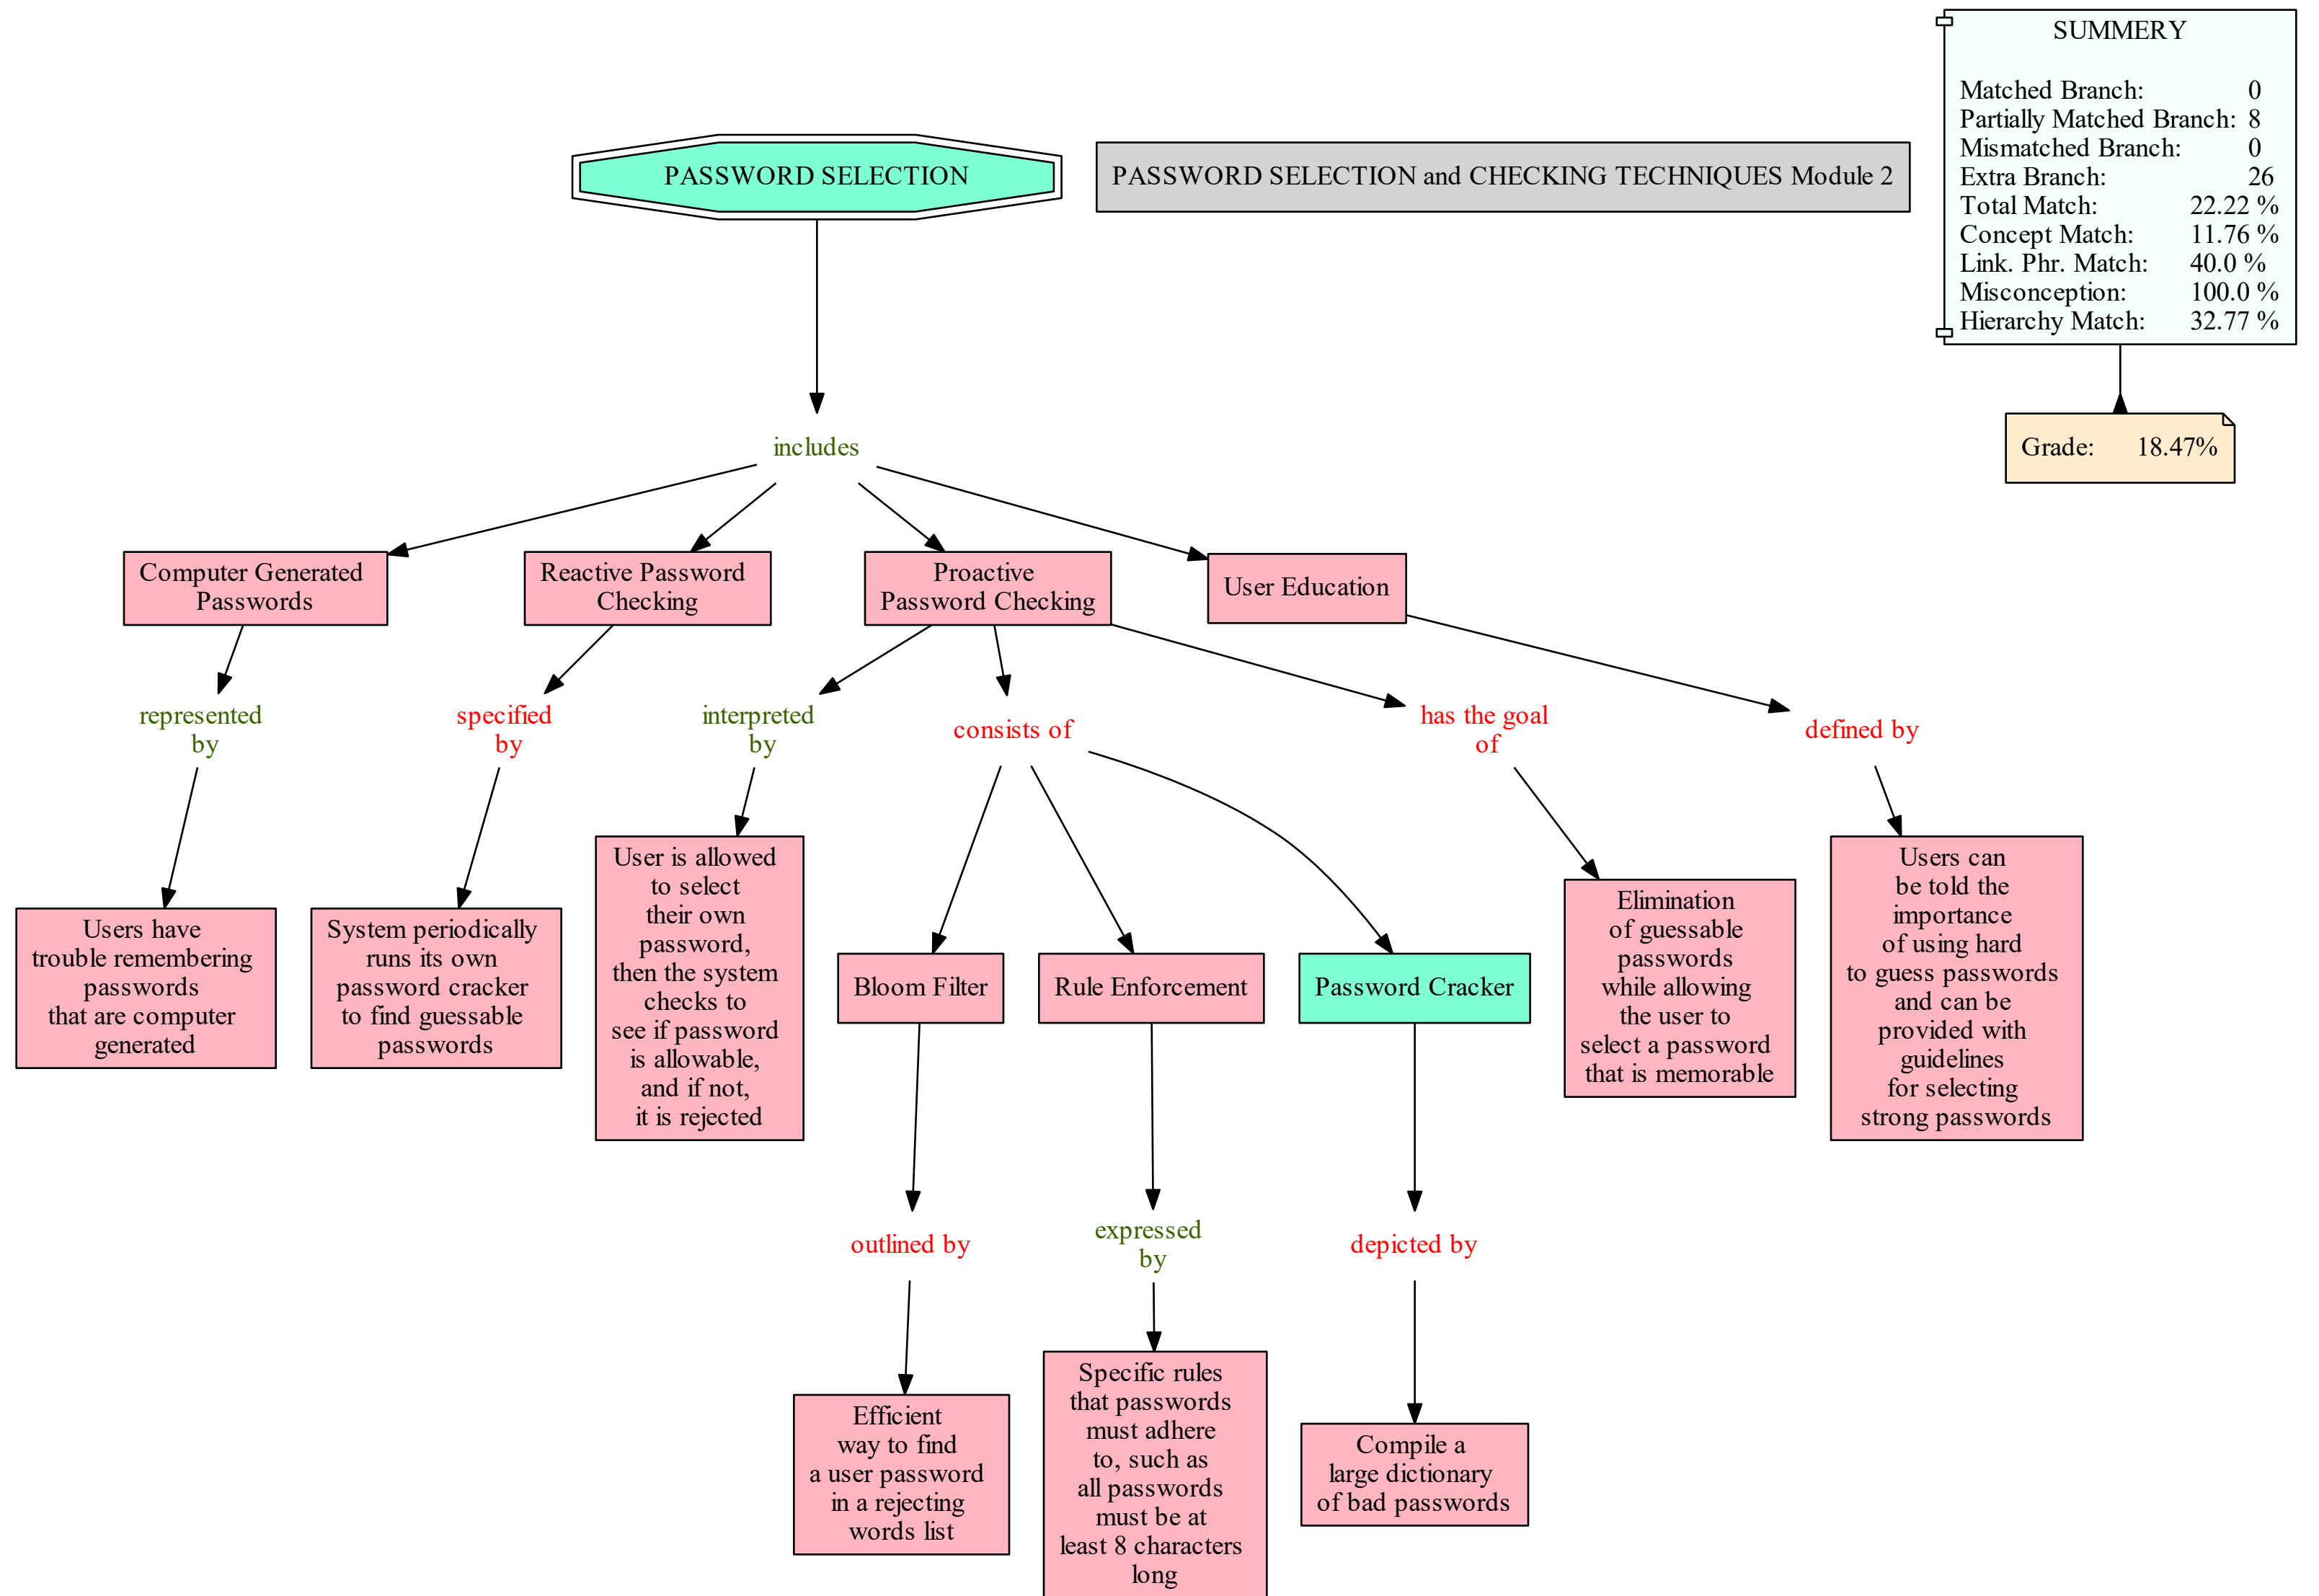 SUMMERY
Matched Branch: 0
Partially Matched Branch: 8
Mismatched Branch: 0
Extra Branch: 26
Total Match: 22.22 %
Concept Match: 11.76 %
Link. Phr. Match: 40.0 %
Misconception: 100.0 %
Hierarchy Match: 32.77 %
PASSWORD SELECTION
PASSWORD SELECTION and CHECKING TECHNIQUES Module 2
Grade: 18.47%
includes
Computer Generated
Passwords
Reactive Password
Checking
Proactive
Password Checking
User Education
represented
by
specified
by
interpreted
by
consists of
has the goal
of
defined by
Users have
trouble remembering
passwords
that are computer
generated
System periodically
runs its own
password cracker
to find guessable
passwords
User is allowed
to select
their own
password,
then the system
checks to
see if password
is allowable,
and if not,
it is rejected
Bloom Filter
Rule Enforcement
Password Cracker
Elimination
of guessable
passwords
while allowing
the user to
select a password
that is memorable
Users can
be told the
importance
of using hard
to guess passwords
and can be
provided with
guidelines
for selecting
strong passwords
outlined by
expressed
by
depicted by
Efficient
way to find
a user password
in a rejecting
words list
Specific rules
that passwords
must adhere
to, such as
all passwords
must be at
least 8 characters
long
Compile a
large dictionary
of bad passwords